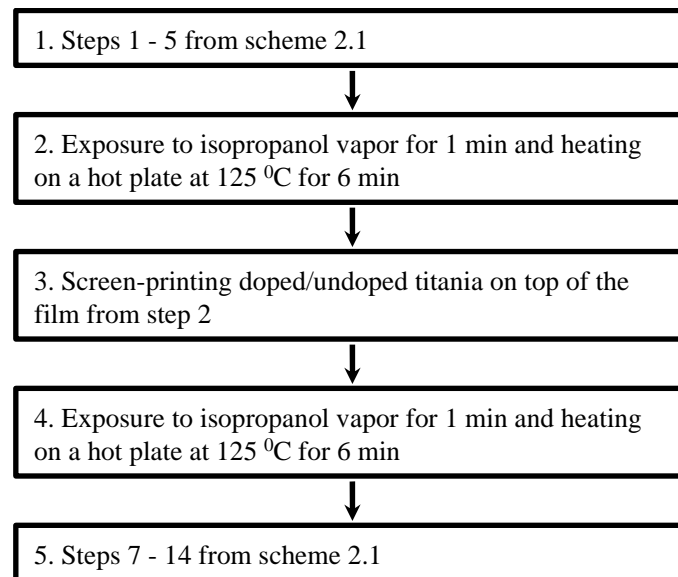 1. Steps 1 - 5 from scheme 2.1
2. Exposure to isopropanol vapor for 1 min and heating
on a hot plate at 125 ⁰C for 6 min
3. Screen-printing doped/undoped titania on top of the
film from step 2
4. Exposure to isopropanol vapor for 1 min and heating
on a hot plate at 125 ⁰C for 6 min
5. Steps 7 - 14 from scheme 2.1